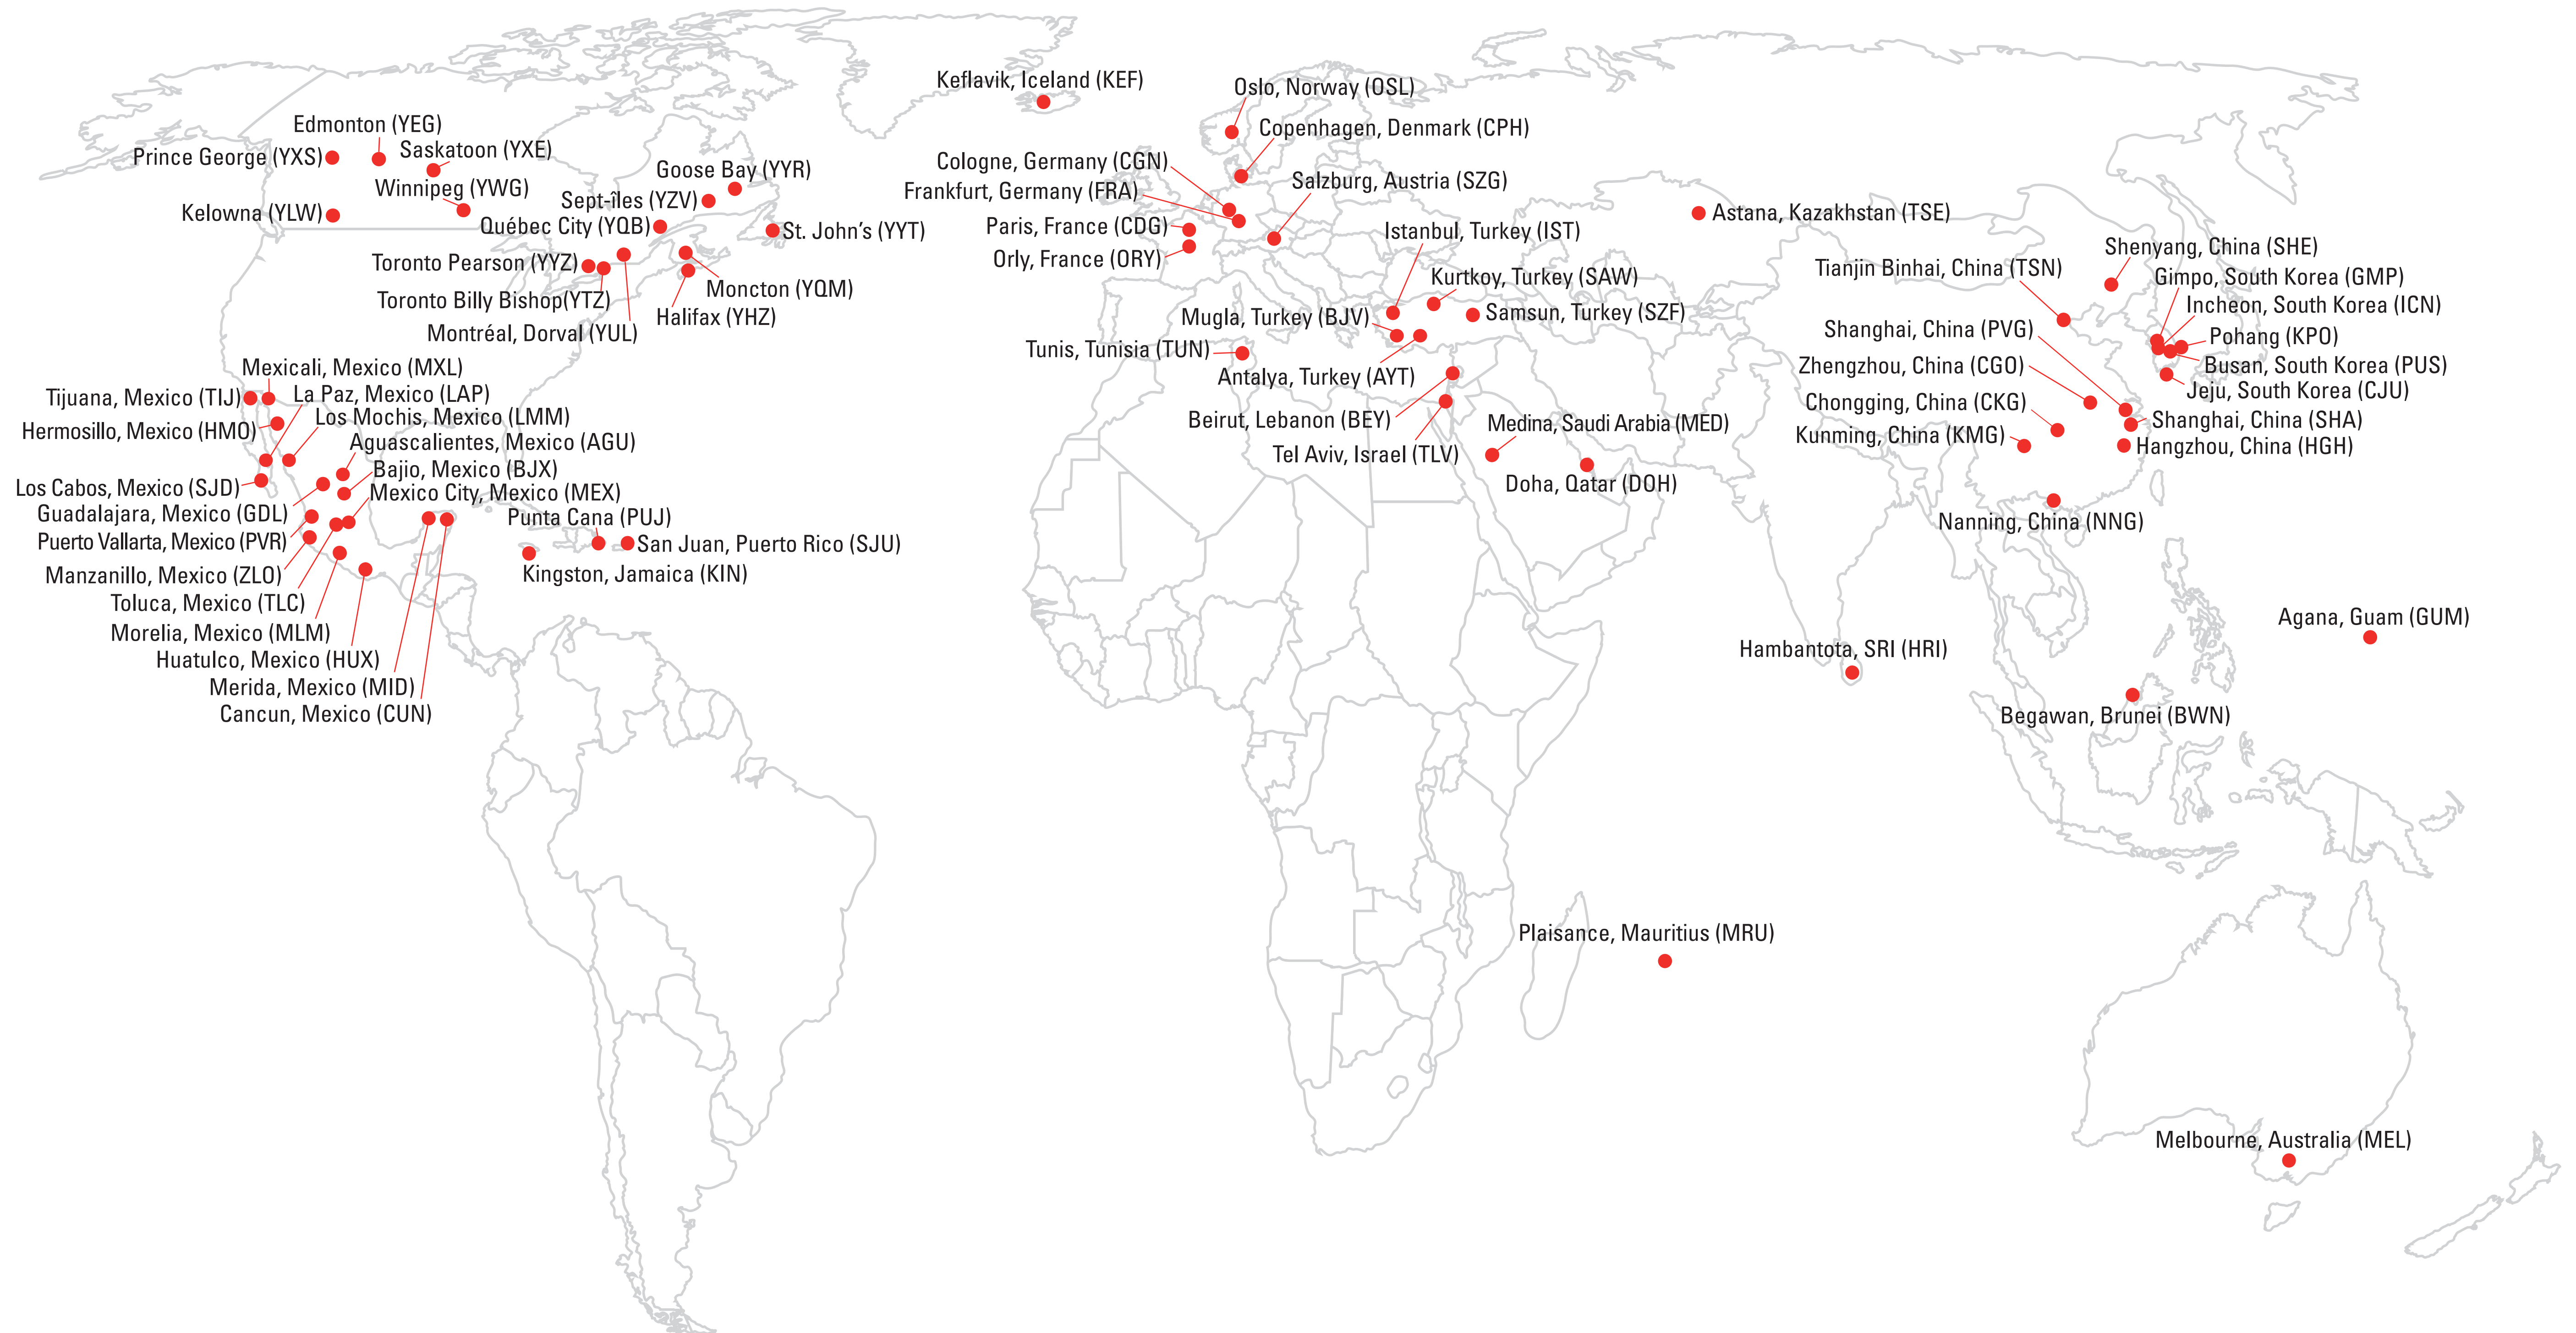 Keflavik, Iceland (KEF)
Oslo, Norway (OSL)
Edmonton (YEG)
Copenhagen, Denmark (CPH)
Saskatoon (YXE)
Prince George (YXS)
Cologne, Germany (CGN)
Goose Bay (YYR)
Winnipeg (YWG)
Frankfurt, Germany (FRA)
Salzburg, Austria (SZG)
Sept-îles (YZV)
Kelowna (YLW)
Astana, Kazakhstan (TSE)
Québec City (YQB)
St. John's (YYT)
Paris, France (CDG)
Istanbul, Turkey (IST)
Shenyang, China (SHE)
Orly, France (ORY)
Toronto Pearson (YYZ)
Tianjin Binhai, China (TSN)
Kurtkoy, Turkey (SAW)
Gimpo, South Korea (GMP)
Moncton (YQM)
Toronto Billy Bishop(YTZ)
Incheon, South Korea (ICN)
Samsun, Turkey (SZF)
Mugla, Turkey (BJV)
Halifax (YHZ)
Montréal, Dorval (YUL)
Shanghai, China (PVG)
Pohang (KPO)
Tunis, Tunisia (TUN)
Mexicali, Mexico (MXL)
Zhengzhou, China (CGO)
Busan, South Korea (PUS)
Antalya, Turkey (AYT)
La Paz, Mexico (LAP)
Jeju, South Korea (CJU)
Tijuana, Mexico (TIJ)
Chongging, China (CKG)
Los Mochis, Mexico (LMM)
Beirut, Lebanon (BEY)
Shanghai, China (SHA)
Medina, Saudi Arabia (MED)
Hermosillo, Mexico (HMO)
Kunming, China (KMG)
Aguascalientes, Mexico (AGU)
Hangzhou, China (HGH)
Tel Aviv, Israel (TLV)
Bajio, Mexico (BJX)
Doha, Qatar (DOH)
Los Cabos, Mexico (SJD)
Mexico City, Mexico (MEX)
Guadalajara, Mexico (GDL)
Punta Cana (PUJ)
Nanning, China (NNG)
Puerto Vallarta, Mexico (PVR)
San Juan, Puerto Rico (SJU)
Kingston, Jamaica (KIN)
Manzanillo, Mexico (ZLO)
Toluca, Mexico (TLC)
Agana, Guam (GUM)
Morelia, Mexico (MLM)
Hambantota, SRI (HRI)
Huatulco, Mexico (HUX)
Merida, Mexico (MID)
Cancun, Mexico (CUN)
Begawan, Brunei (BWN)
Plaisance, Mauritius (MRU)
Melbourne, Australia (MEL)